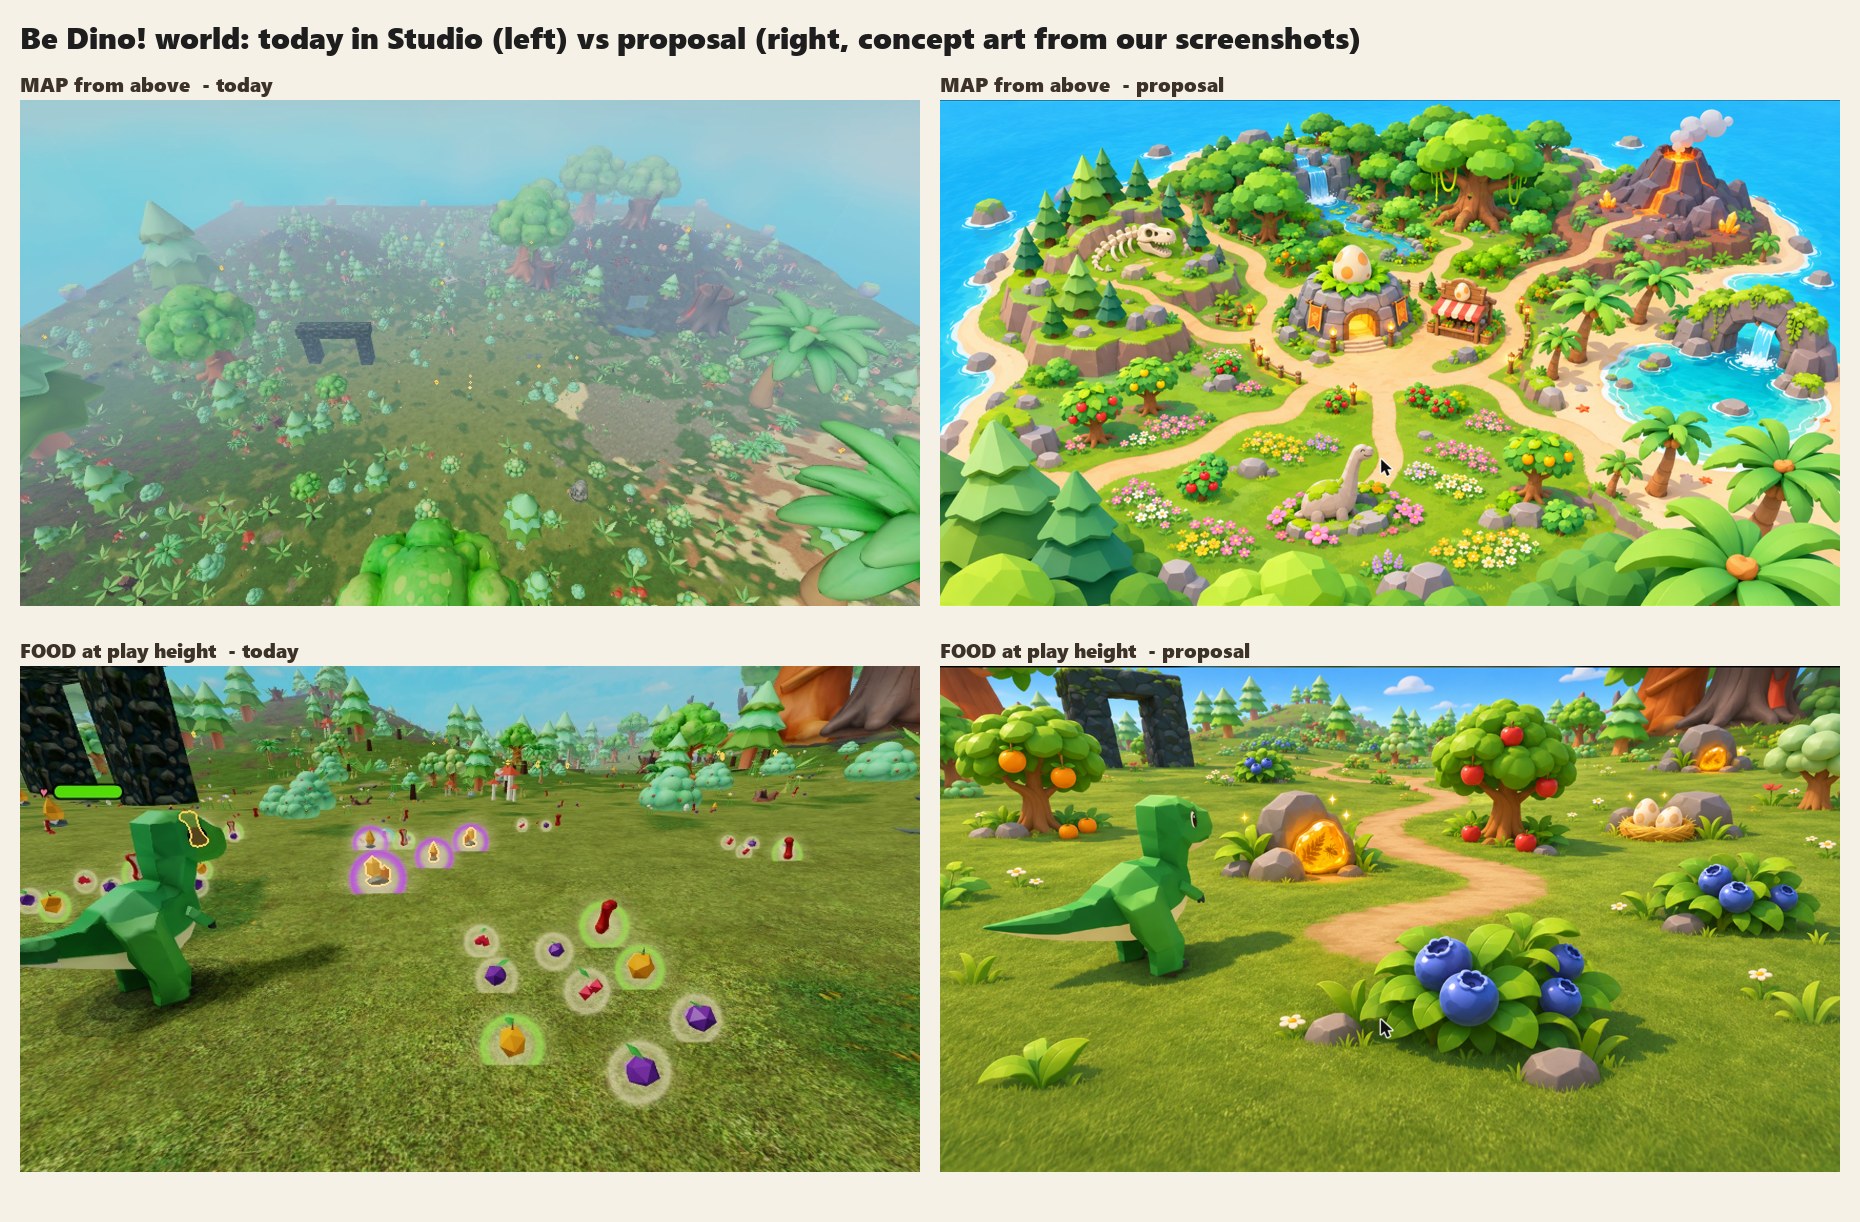 Be Dino! world: today in Studio (left) vs proposal (right, concept art from our screenshots)
MAP from above - today
MAP from above - proposal
FOOD at play height - today
FOOD at play height - proposal